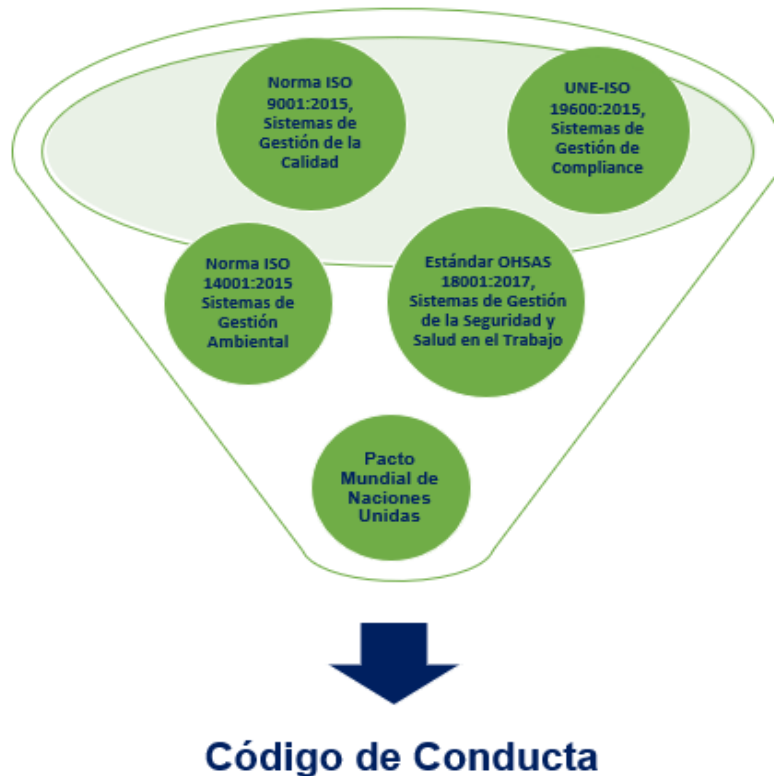 Norma ISO
9001:2015,
Sistemas de
Gestión de la
Calidad
UNE-ISO
19600:2015,
Sistemas de
Gestión de
Compliance
Norma ISO
14001:2015
Sistemas de
Gestión
Ambiental
Estándar OHSAS
18001:2017,
Sistemas de Gestión
de la Seguridad y
Salud en el Trabajo
Pacto
Mundial de
Naciones
Unidas
Código de Conducta